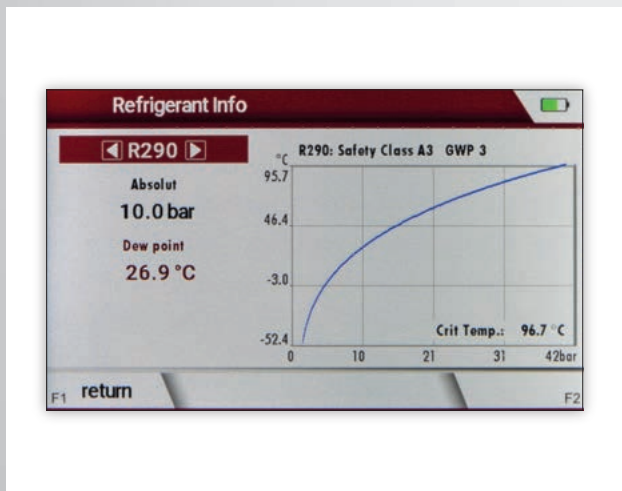 Refrigerant Info
R290
Absolut
10.0 bar
Dew point
26.9 °C
R290: Safety Class A3 GWP 3
°C
95.7
46.4
-3.0
-52.4
Crit Temp.: 96.7 °C
0 10 21 31 42bar
F1 return
F2